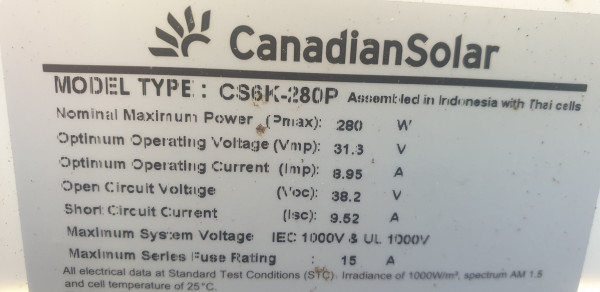 CanadianSolar
MODEL TYPE : CS6K-280P Assembled in Indonesia with Thai cells
Nominal Maximum Power (Pmax): 280 W
Optimum Operating Voltage (Vmp): 31.3 V
Optimum Operating Current (Imp): 8.95 A
Open Circuit Voltage (Voc): 38.2 V
Short Circuit Current (Isc): 9.52 A
Maximum System Voltage IEC 1000V & UL 1000V
Maximum Series Fuse Rating : 15 A
All electrical data at Standard Test Conditions (STC): Irradiance of 1000W/m², spectrum AM 1.5
and cell temperature of 25°C.